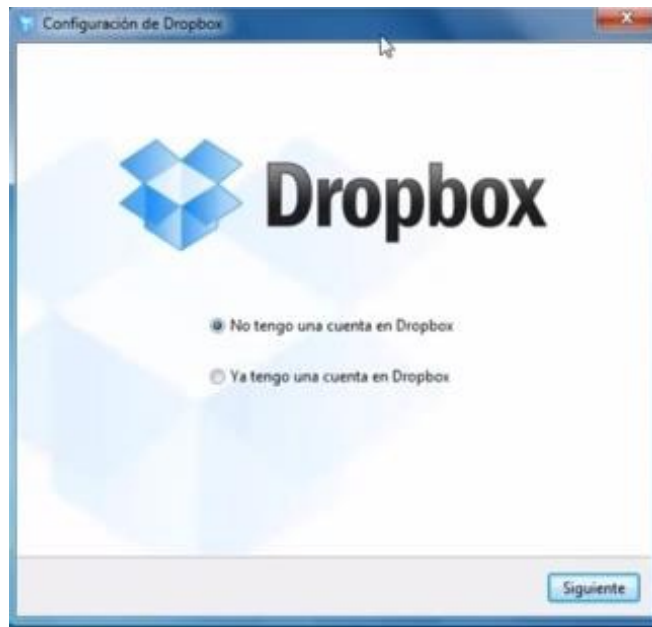 Configuración de Dropbox
Dropbox
No tengo una cuenta en Dropbox
Ya tengo una cuenta en Dropbox
Siguiente